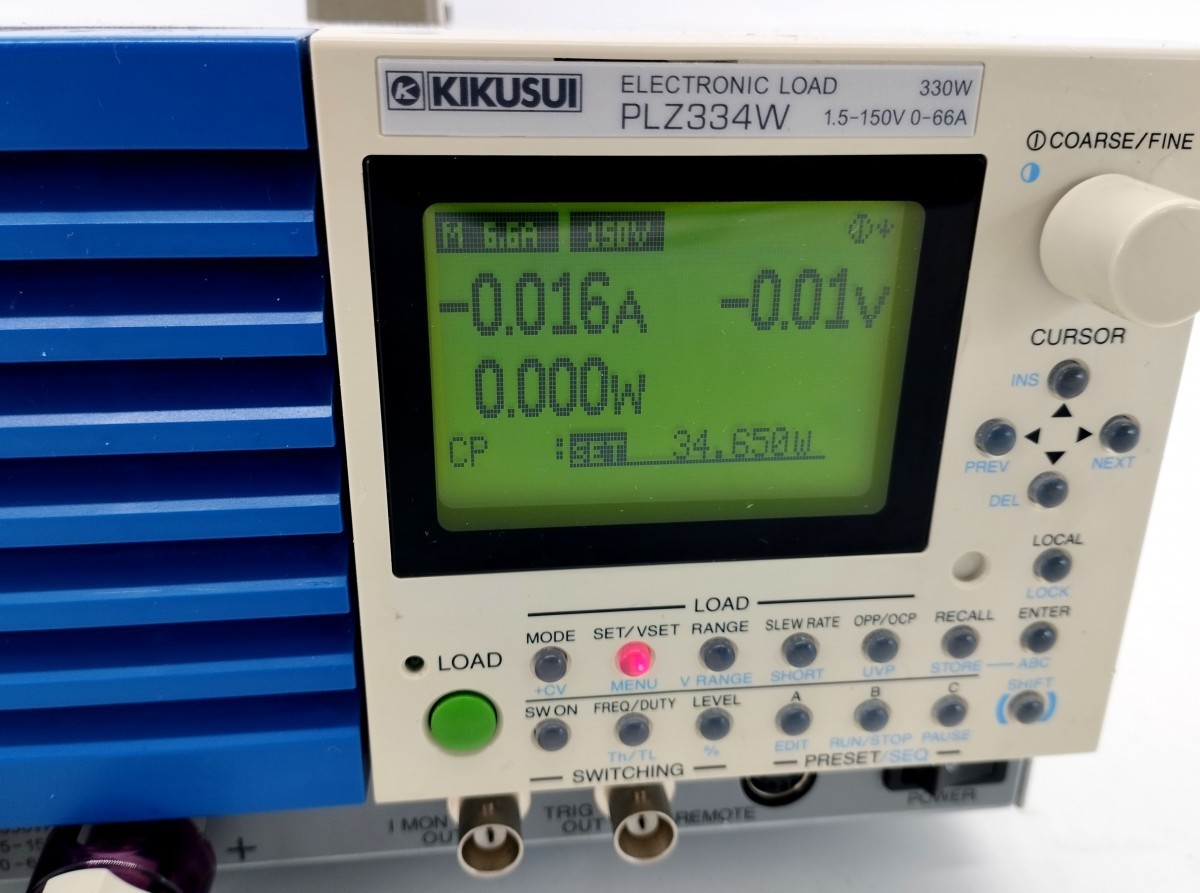 KIKUSUI ELECTRONIC LOAD 330W
PLZ334W 1.5-150V 0-66A
COARSE/FINE
M 6.6A 150V
-0.016A -0.01V
0.000W
CP :SET 34.650W
CURSOR
INS
PREV NEXT
DEL
LOCAL
LOCK
LOAD
MODE SET/VSET RANGE SLEW RATE OPP/OCP RECALL ENTER
LOAD
+CV MENU V RANGE SHORT UVP STORE ABC
SW ON FREQ/DUTY LEVEL A B C SHIFT
Th/TL % EDIT RUN/STOP PAUSE
SWITCHING PRESET/SEQ
I MON OUT TRIG OUT REMOTE POWER
+